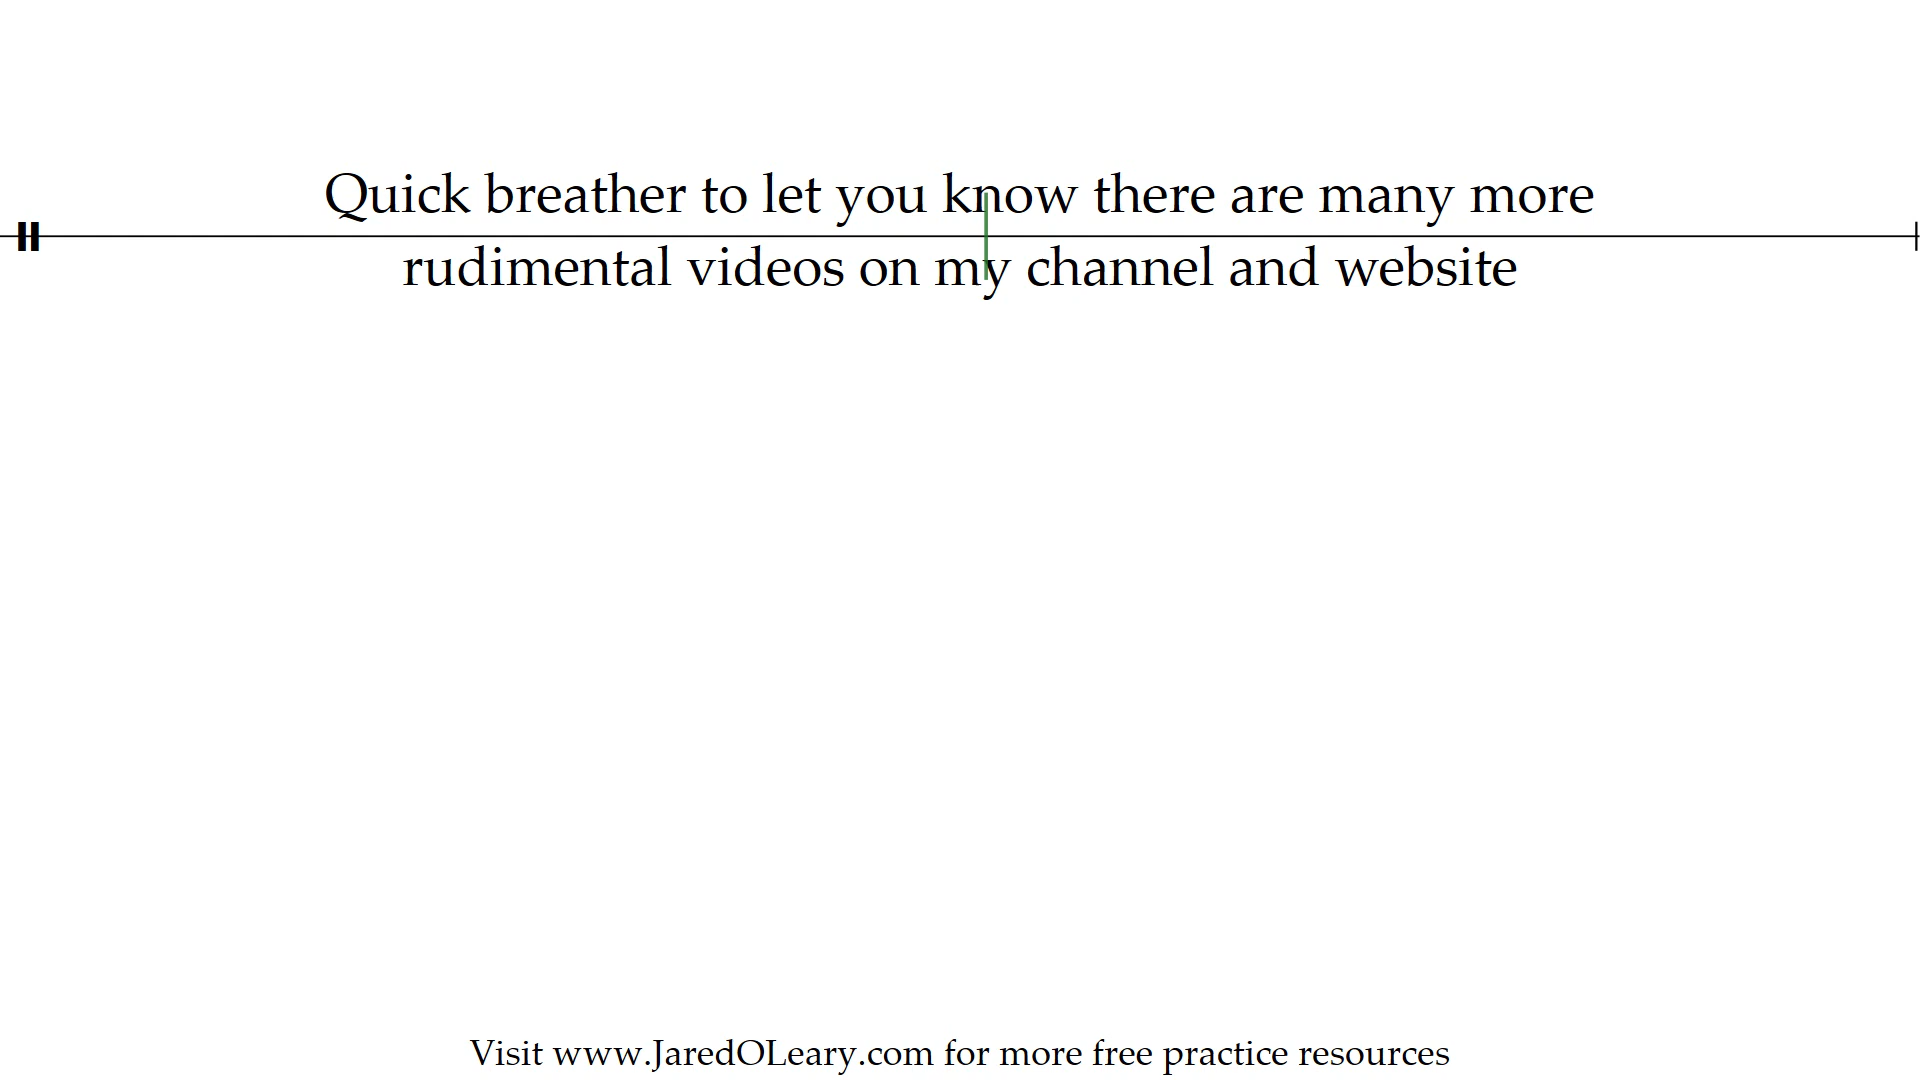 Quick breather to let you know there are many more
rudimental videos on my channel and website
Visit www.JaredOLeary.com for more free practice resources